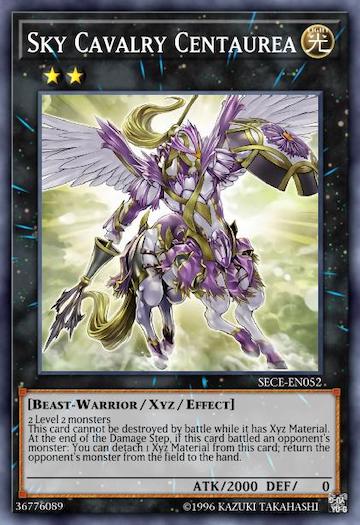 SKY CAVALRY CENTAUREA
LIGHT
光
SECE-EN052
[BEAST-WARRIOR / XYZ / EFFECT]
2 Level 2 monsters
This card cannot be destroyed by battle while it has Xyz Material.
At the end of the Damage Step, if this card battled an opponent's
monster: You can detach 1 Xyz Material from this card; return the
opponent's monster from the field to the hand.
ATK/2000 DEF/ 0
36776089
©1996 KAZUKI TAKAHASHI